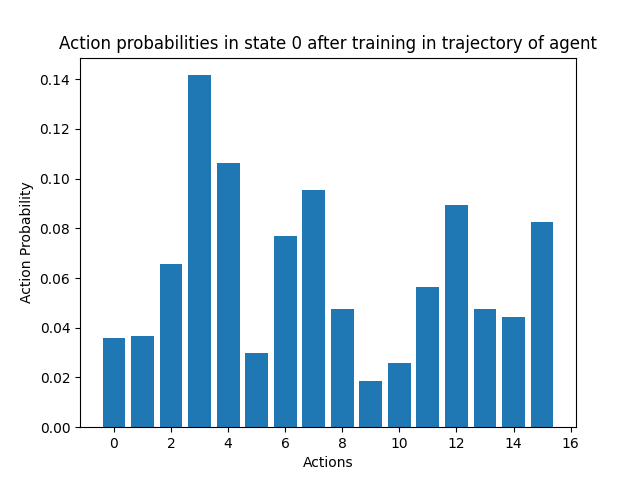 Action probabilities in state 0 after training in trajectory of agent
0.14
0.12
0.10
0.08
0.06
0.04
0.02
0.00
Action Probability
0 2 4 6 8 10 12 14 16
Actions